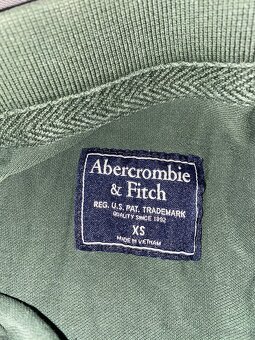 Abercrombie
& Fitch
REG. U.S. PAT. TRADEMARK
QUALITY SINCE 1892
XS
MADE IN VIETNAM